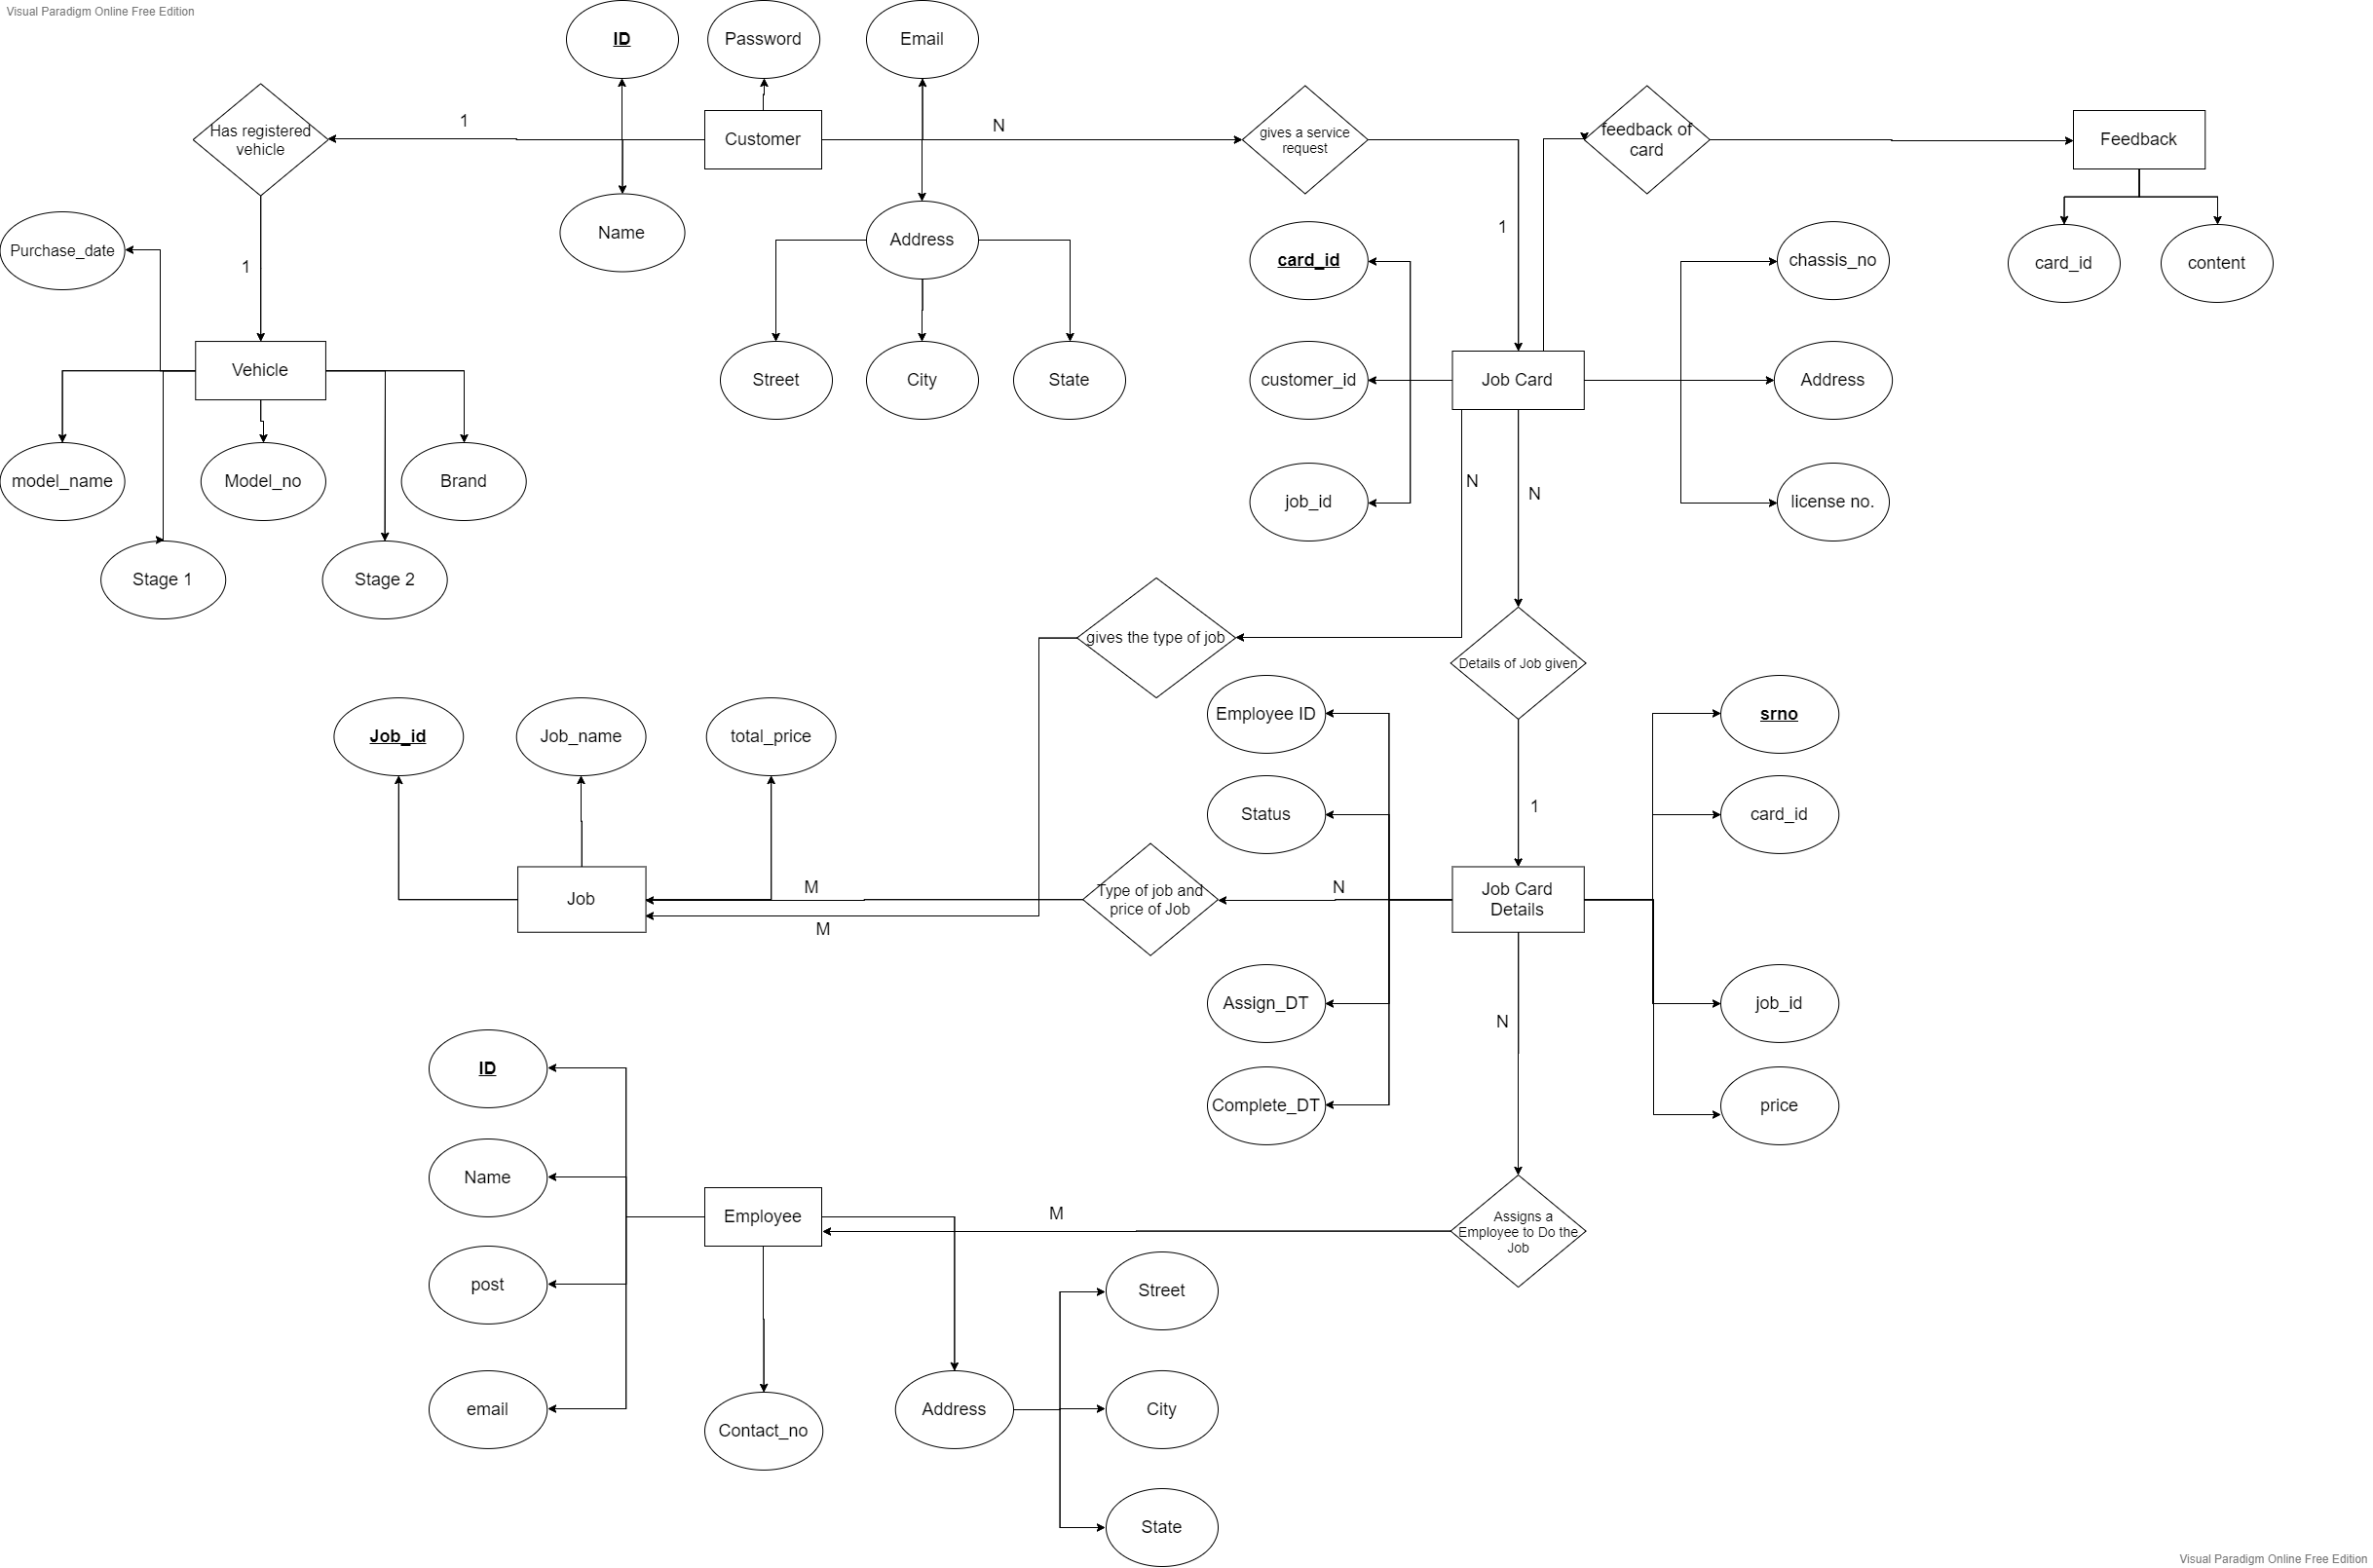 Visual Paradigm Online Free Edition
ID
Password
Email
Has registered
vehicle
1
Customer
N
gives a service
request
feedback of
card
Feedback
Name
Purchase_date
1
Address
1
card_id
chassis_no
card_id
content
Vehicle
Street
City
State
customer_id
Job Card
Address
model_name
Model_no
Brand
job_id
N
N
license no.
Stage 1
Stage 2
gives the type of job
Details of Job given
Job_id
Job_name
total_price
Employee ID
srno
Status
1
card_id
Job
M
M
Type of job and
price of Job
N
Job Card
Details
Assign_DT
N
job_id
ID
Complete_DT
price
Name
Employee
M
Assigns a
Employee to Do the
Job
post
Street
email
Contact_no
Address
City
State
Visual Paradigm Online Free Edition